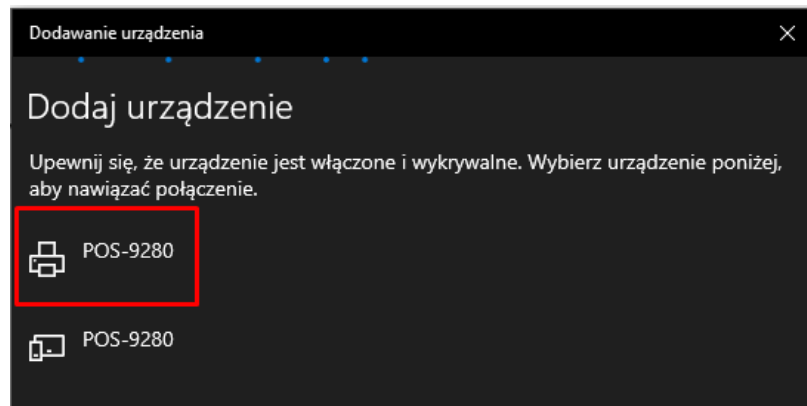 Dodawanie urządzenia
Dodaj urządzenie
Upewnij się, że urządzenie jest włączone i wykrywalne. Wybierz urządzenie poniżej,
aby nawiązać połączenie.
POS-9280
POS-9280